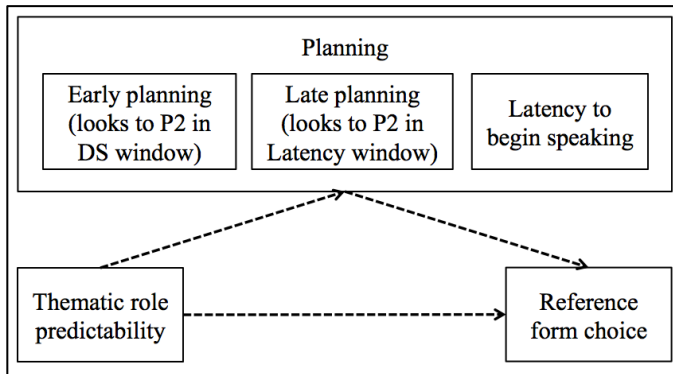 Planning
Early planning
(looks to P2 in
DS window)
Late planning
(looks to P2 in
Latency window)
Latency to
begin speaking
Thematic role
predictability
Reference
form choice